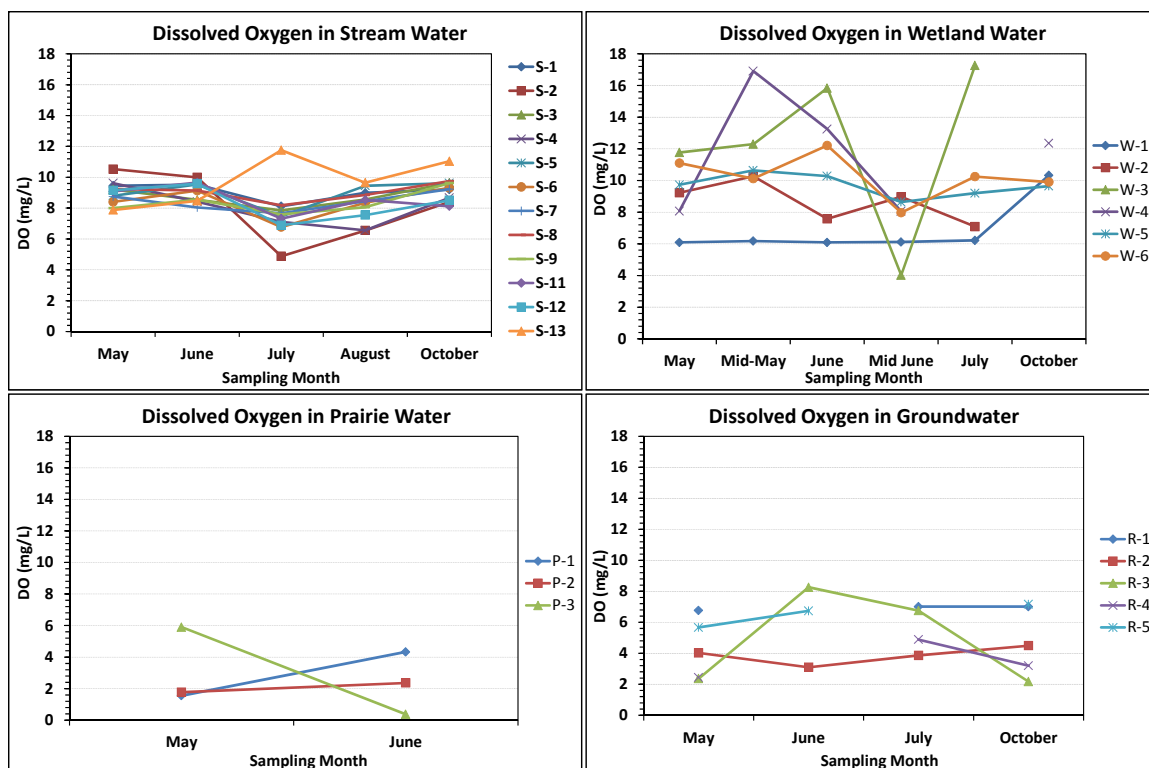 Dissolved Oxygen in Stream Water
DO (mg/L)
18
16
14
12
10
8
6
4
2
0
May June July August October
Sampling Month
S-1
S-2
S-3
S-4
S-5
S-6
S-7
S-8
S-9
S-11
S-12
S-13
Dissolved Oxygen in Wetland Water
DO (mg/L)
18
16
14
12
10
8
6
4
2
0
May Mid-May June Mid June July October
Sampling Month
W-1
W-2
W-3
W-4
W-5
W-6
Dissolved Oxygen in Prairie Water
DO (mg/L)
18
16
14
12
10
8
6
4
2
0
May June
Sampling Month
P-1
P-2
P-3
Dissolved Oxygen in Groundwater
DO (mg/L)
18
16
14
12
10
8
6
4
2
0
May June July October
Sampling Month
R-1
R-2
R-3
R-4
R-5